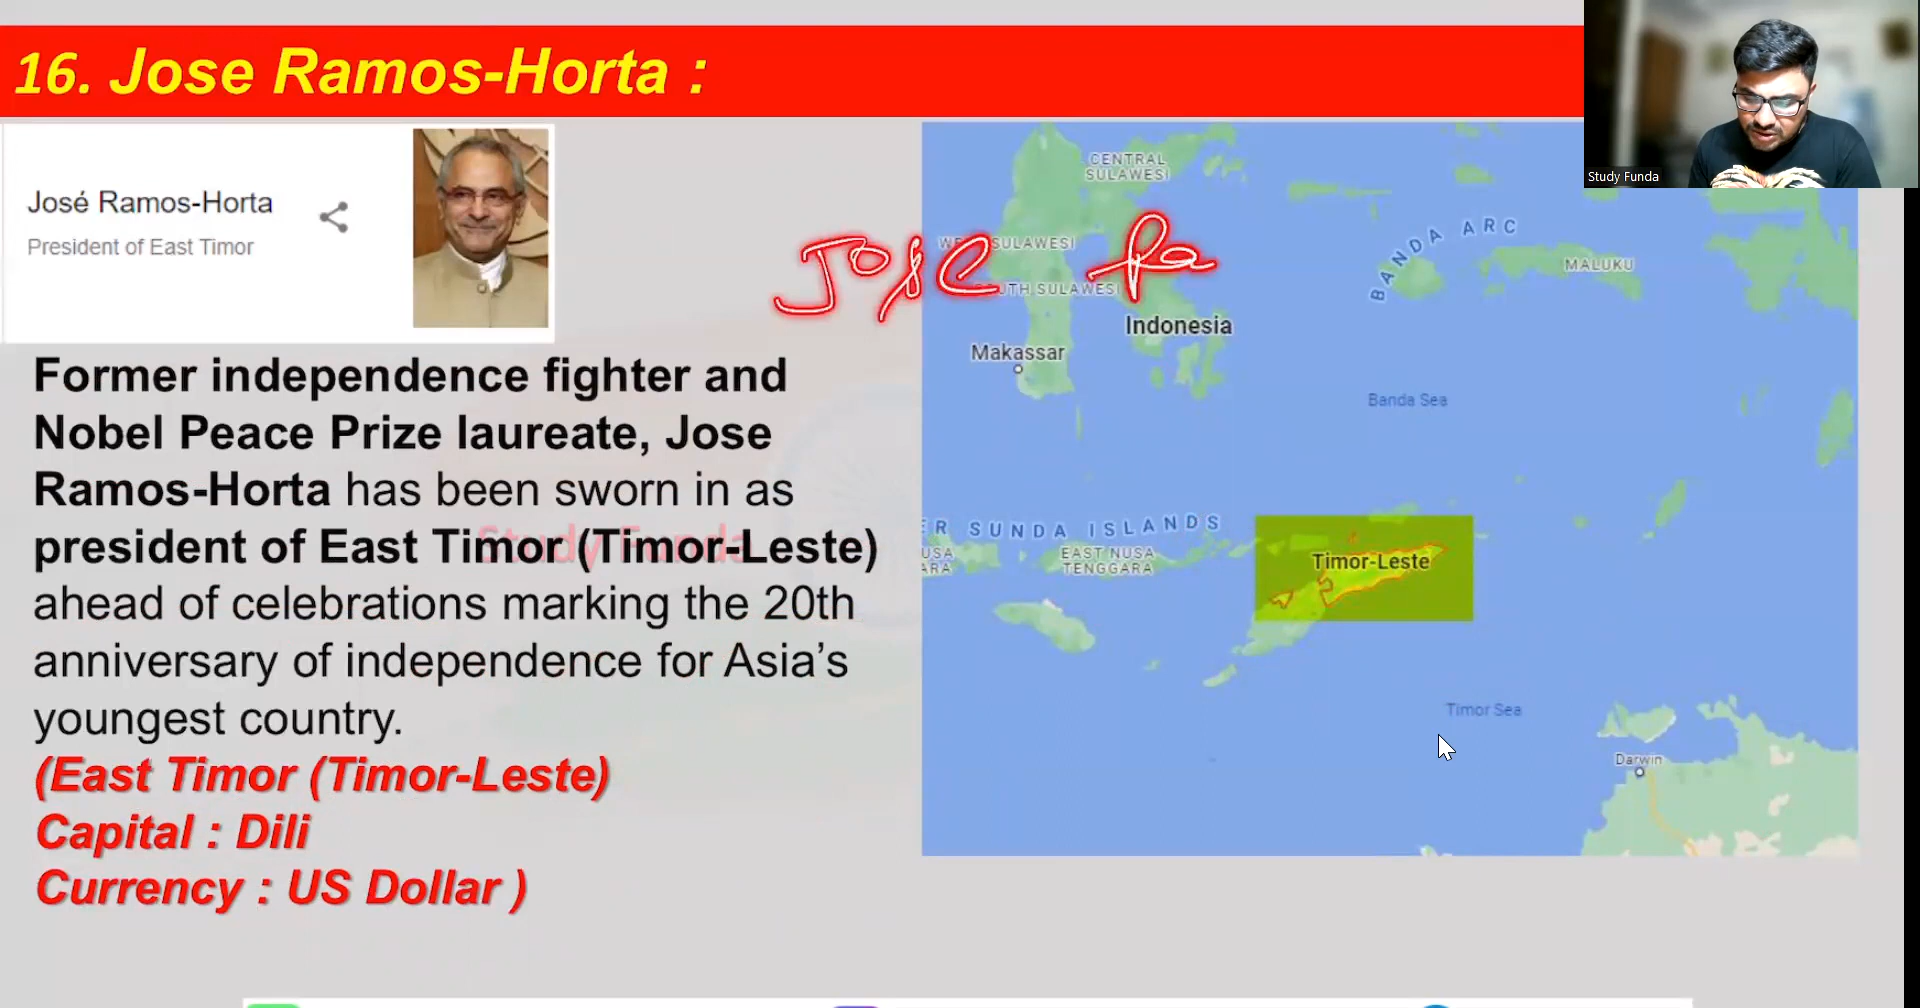 16. Jose Ramos-Horta :
Study Funda
José Ramos-Horta
President of East Timor
Former independence fighter and
Nobel Peace Prize laureate, Jose
Ramos-Horta has been sworn in as
president of East Timor (Timor-Leste)
ahead of celebrations marking the 20th
anniversary of independence for Asia’s
youngest country.
(East Timor (Timor-Leste)
Capital : Dili
Currency : US Dollar )
Study Funda
Jose Ra
CENTRAL
SULAWESI
SULAWESI
SULAWESI
Indonesia
Makassar
BANDA ARC
MALUKU
Banda Sea
SUNDA ISLANDS
EAST NUSA
TENGGARA
Timor-Leste
Timor Sea
Darwin